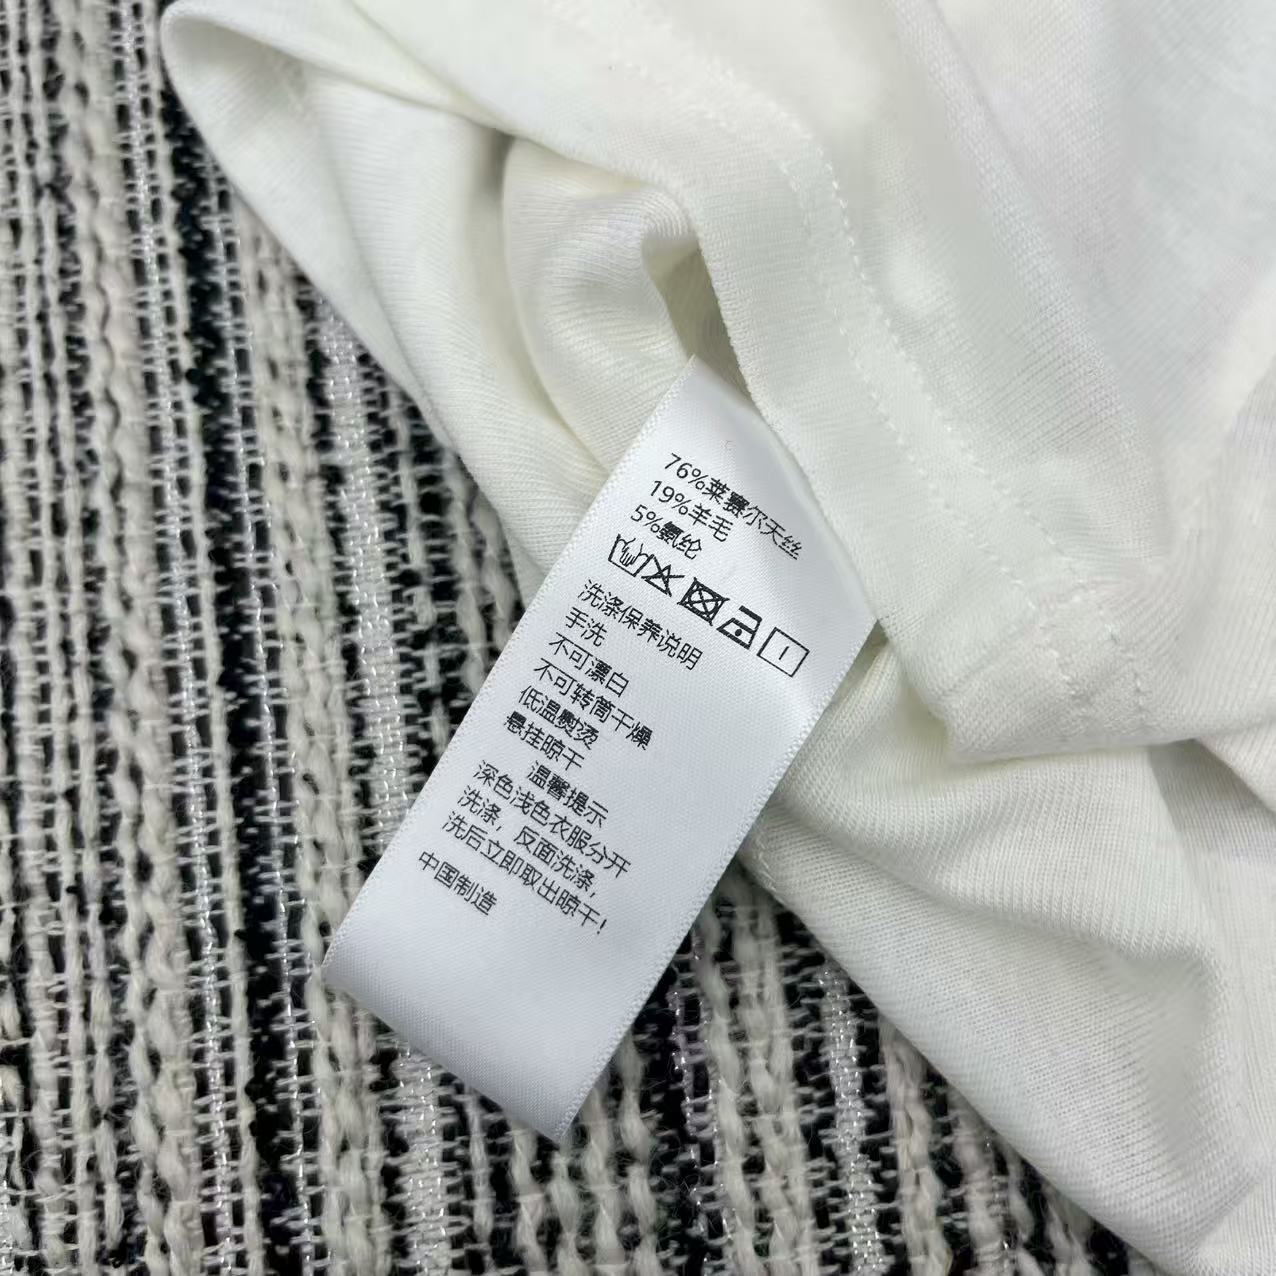 76%莱赛尔天丝
19%羊毛
5%氨纶
洗涤保养说明
手洗
不可漂白
不可转筒干燥
低温熨烫
悬挂晾干
温馨提示
深色浅色衣服分开
洗涤，反面洗涤，
洗后立即取出晾干！
中国制造